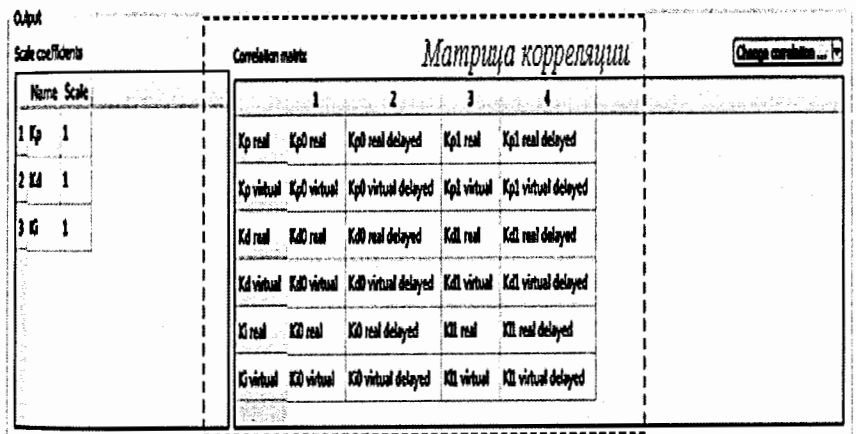 Output
Scale coefficients
Correlation matrix
Матрица корреляции
Change correlation ...
Name Scale
1 Kp 1
2 Kd 1
3 Ki 1
1 2 3 4
Kp real Kp0 real Kp0 real delayed Kp1 real Kp1 real delayed
Kp virtual Kp0 virtual Kp0 virtual delayed Kp1 virtual Kp1 virtual delayed
Kd real Kd0 real Kd0 real delayed Kd1 real Kd1 real delayed
Kd virtual Kd0 virtual Kd0 virtual delayed Kd1 virtual Kd1 virtual delayed
Ki real Ki0 real Ki0 real delayed KI1 real KI1 real delayed
Ki virtual Ki0 virtual Ki0 virtual delayed KI1 virtual KI1 virtual delayed